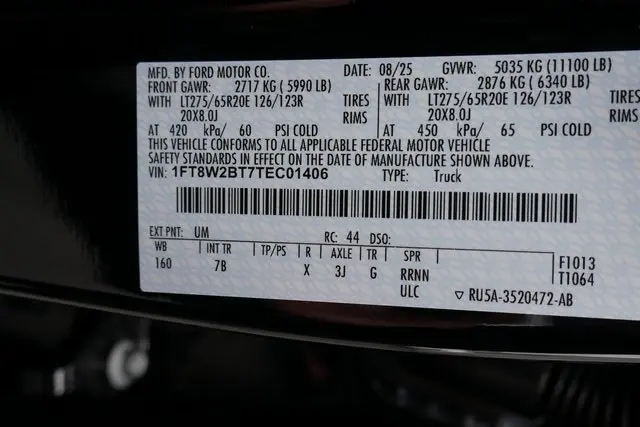 MFD. BY FORD MOTOR CO. DATE: 08/25 GVWR: 5035 KG (11100 LB)
FRONT GAWR: 2717 KG ( 5990 LB) REAR GAWR: 2876 KG ( 6340 LB)
WITH LT275/65R20E 126/123R TIRES WITH LT275/65R20E 126/123R TIRES
20X8.0J RIMS 20X8.0J RIMS
AT 420 kPa/ 60 PSI COLD AT 450 kPa/ 65 PSI COLD
THIS VEHICLE CONFORMS TO ALL APPLICABLE FEDERAL MOTOR VEHICLE
SAFETY STANDARDS IN EFFECT ON THE DATE OF MANUFACTURE SHOWN ABOVE.
VIN: 1FT8W2BT7TEC01406 TYPE: Truck
EXT PNT: UM RC: 44 DSO:
WB INT TR TP/PS R AXLE TR SPR F1013
160 7B X 3J G RRNN T1064
ULC RU5A-3520472-AB